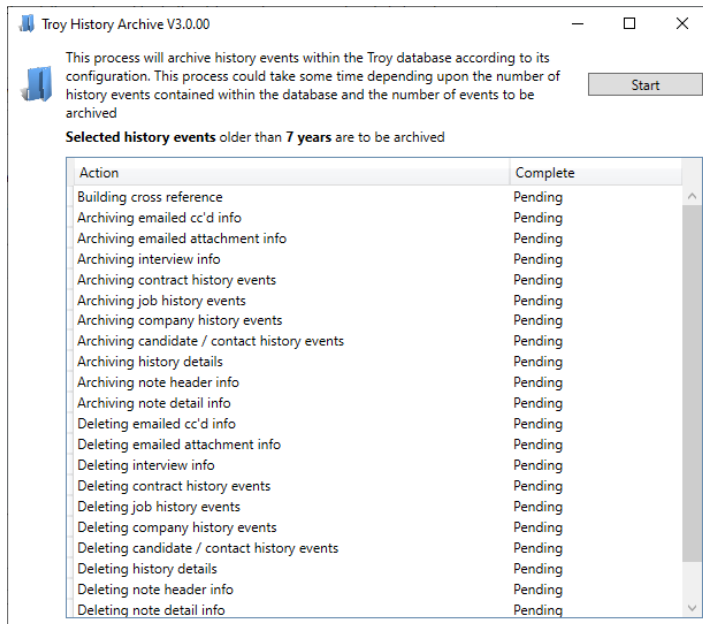 Troy History Archive V3.0.00
This process will archive history events within the Troy database according to its
configuration. This process could take some time depending upon the number of
history events contained within the database and the number of events to be
archived
Start
Selected history events older than 7 years are to be archived
Action Complete
Building cross reference Pending
Archiving emailed cc'd info Pending
Archiving emailed attachment info Pending
Archiving interview info Pending
Archiving contract history events Pending
Archiving job history events Pending
Archiving company history events Pending
Archiving candidate / contact history events Pending
Archiving history details Pending
Archiving note header info Pending
Archiving note detail info Pending
Deleting emailed cc'd info Pending
Deleting emailed attachment info Pending
Deleting interview info Pending
Deleting contract history events Pending
Deleting job history events Pending
Deleting company history events Pending
Deleting candidate / contact history events Pending
Deleting history details Pending
Deleting note header info Pending
Deleting note detail info Pending